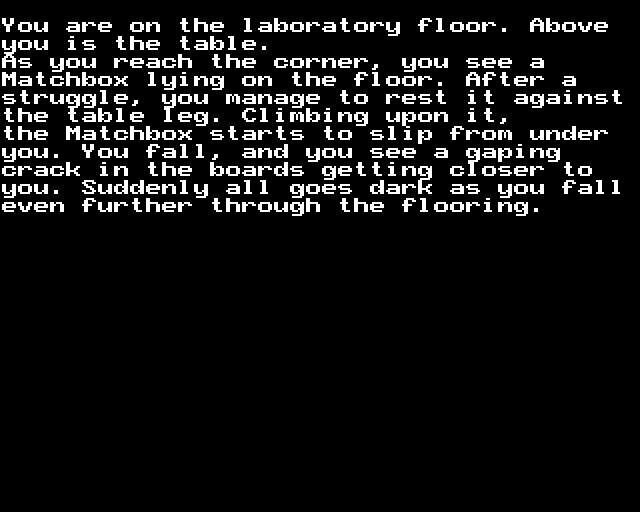 You are on the laboratory floor. Above
you is the table.
As you reach the corner, you see a
Matchbox lying on the floor. After a
struggle, you manage to rest it against
the table leg. Climbing upon it,
the Matchbox starts to slip from under
you. You fall, and you see a gaping
crack in the boards getting closer to
you. Suddenly all goes dark as you fall
even further through the flooring.